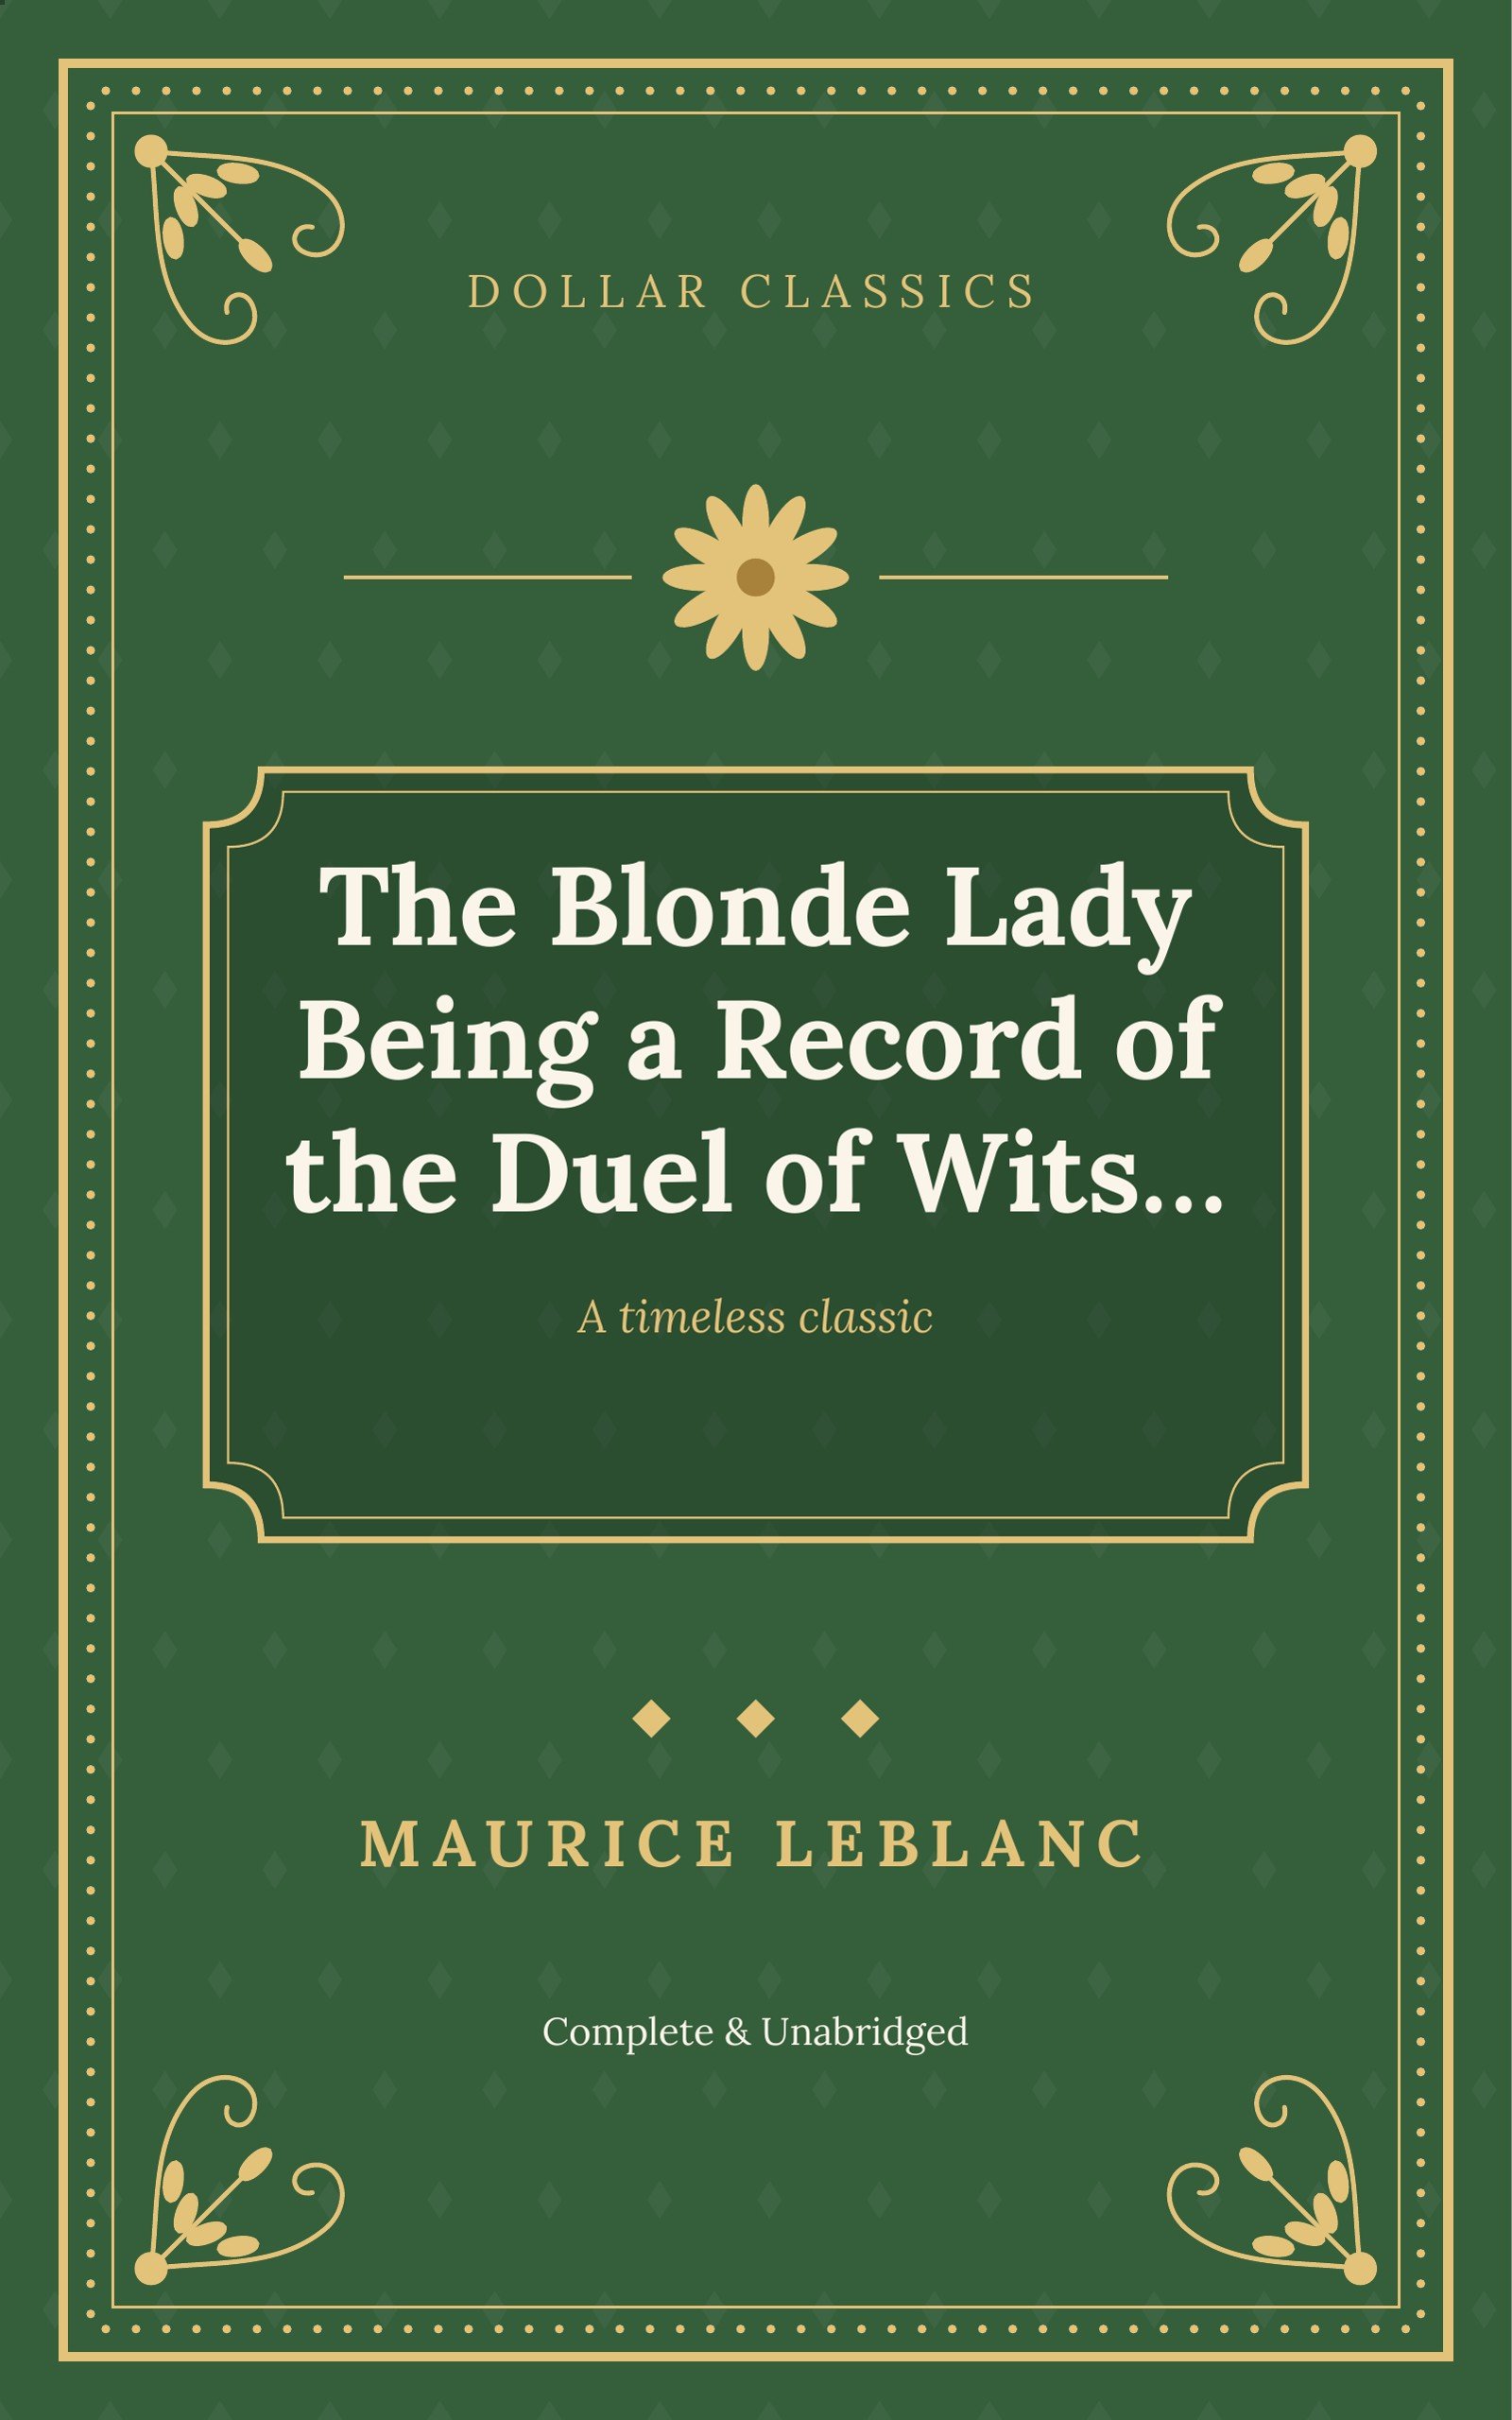 DOLLAR CLASSICS
The Blonde Lady
Being a Record of
the Duel of Wits...
A timeless classic
MAURICE LEBLANC
Complete & Unabridged